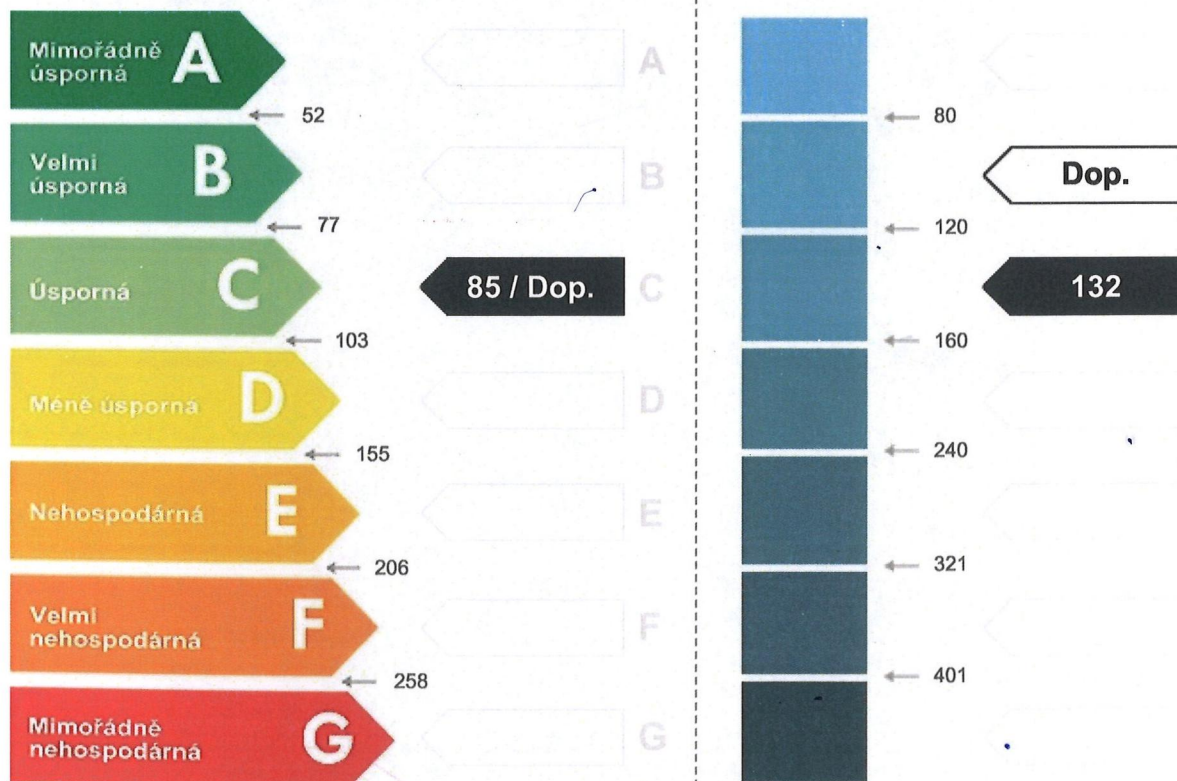 Mimořádně
úsporná
A
A
52
80
Velmi
úsporná
B
B
Dop.
77
120
Úsporná
C
85 / Dop.
C
132
103
160
Méně úsporná
D
D
155
240
Nehospodárná
E
E
206
321
Velmi
nehospodárná
F
F
258
401
Mimořádně
nehospodárná
G
G